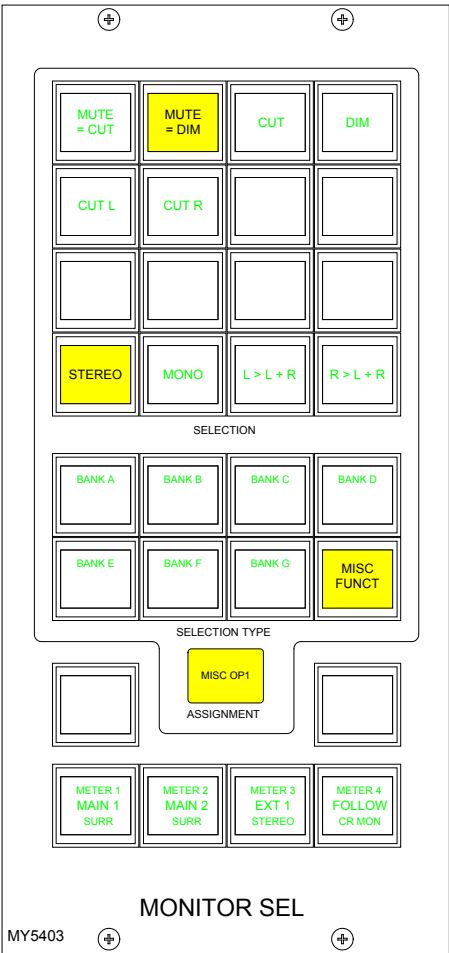 MUTE
= CUT
MUTE
= DIM
CUT
DIM
CUT L
CUT R
STEREO
MONO
L > L + R
R > L + R
SELECTION
BANK A
BANK B
BANK C
BANK D
BANK E
BANK F
BANK G
MISC
FUNCT
SELECTION TYPE
MISC OP1
ASSIGNMENT
METER 1
MAIN 1
SURR
METER 2
MAIN 2
SURR
METER 3
EXT 1
STEREO
METER 4
FOLLOW
CR MON
MONITOR SEL
MY5403